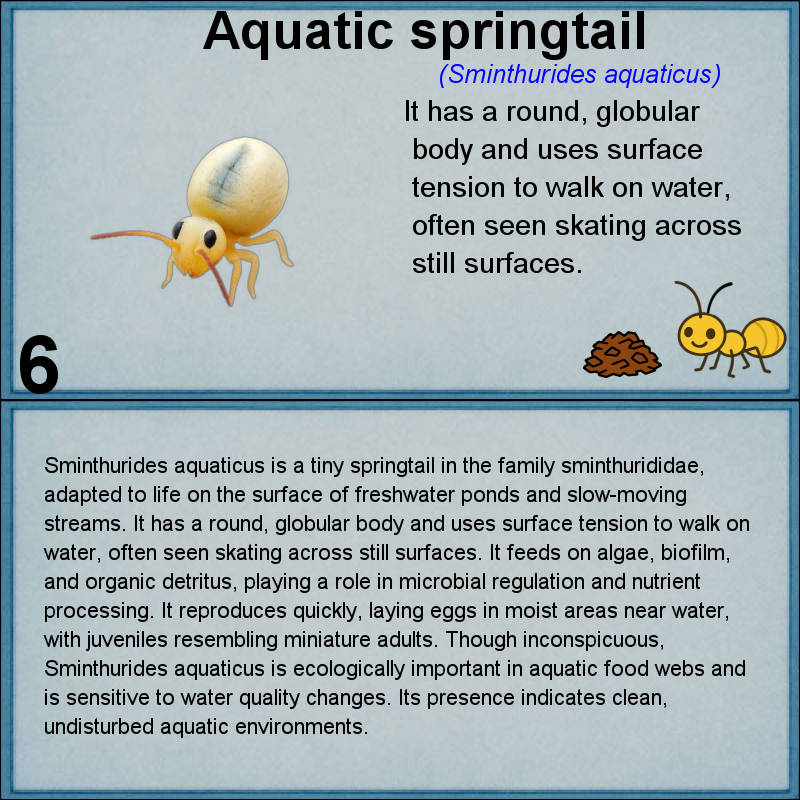 Aquatic springtail
(Sminthurides aquaticus)
It has a round, globular
body and uses surface
tension to walk on water,
often seen skating across
still surfaces.
6
Sminthurides aquaticus is a tiny springtail in the family sminthurididae,
adapted to life on the surface of freshwater ponds and slow-moving
streams. It has a round, globular body and uses surface tension to walk on
water, often seen skating across still surfaces. It feeds on algae, biofilm,
and organic detritus, playing a role in microbial regulation and nutrient
processing. It reproduces quickly, laying eggs in moist areas near water,
with juveniles resembling miniature adults. Though inconspicuous,
Sminthurides aquaticus is ecologically important in aquatic food webs and
is sensitive to water quality changes. Its presence indicates clean,
undisturbed aquatic environments.